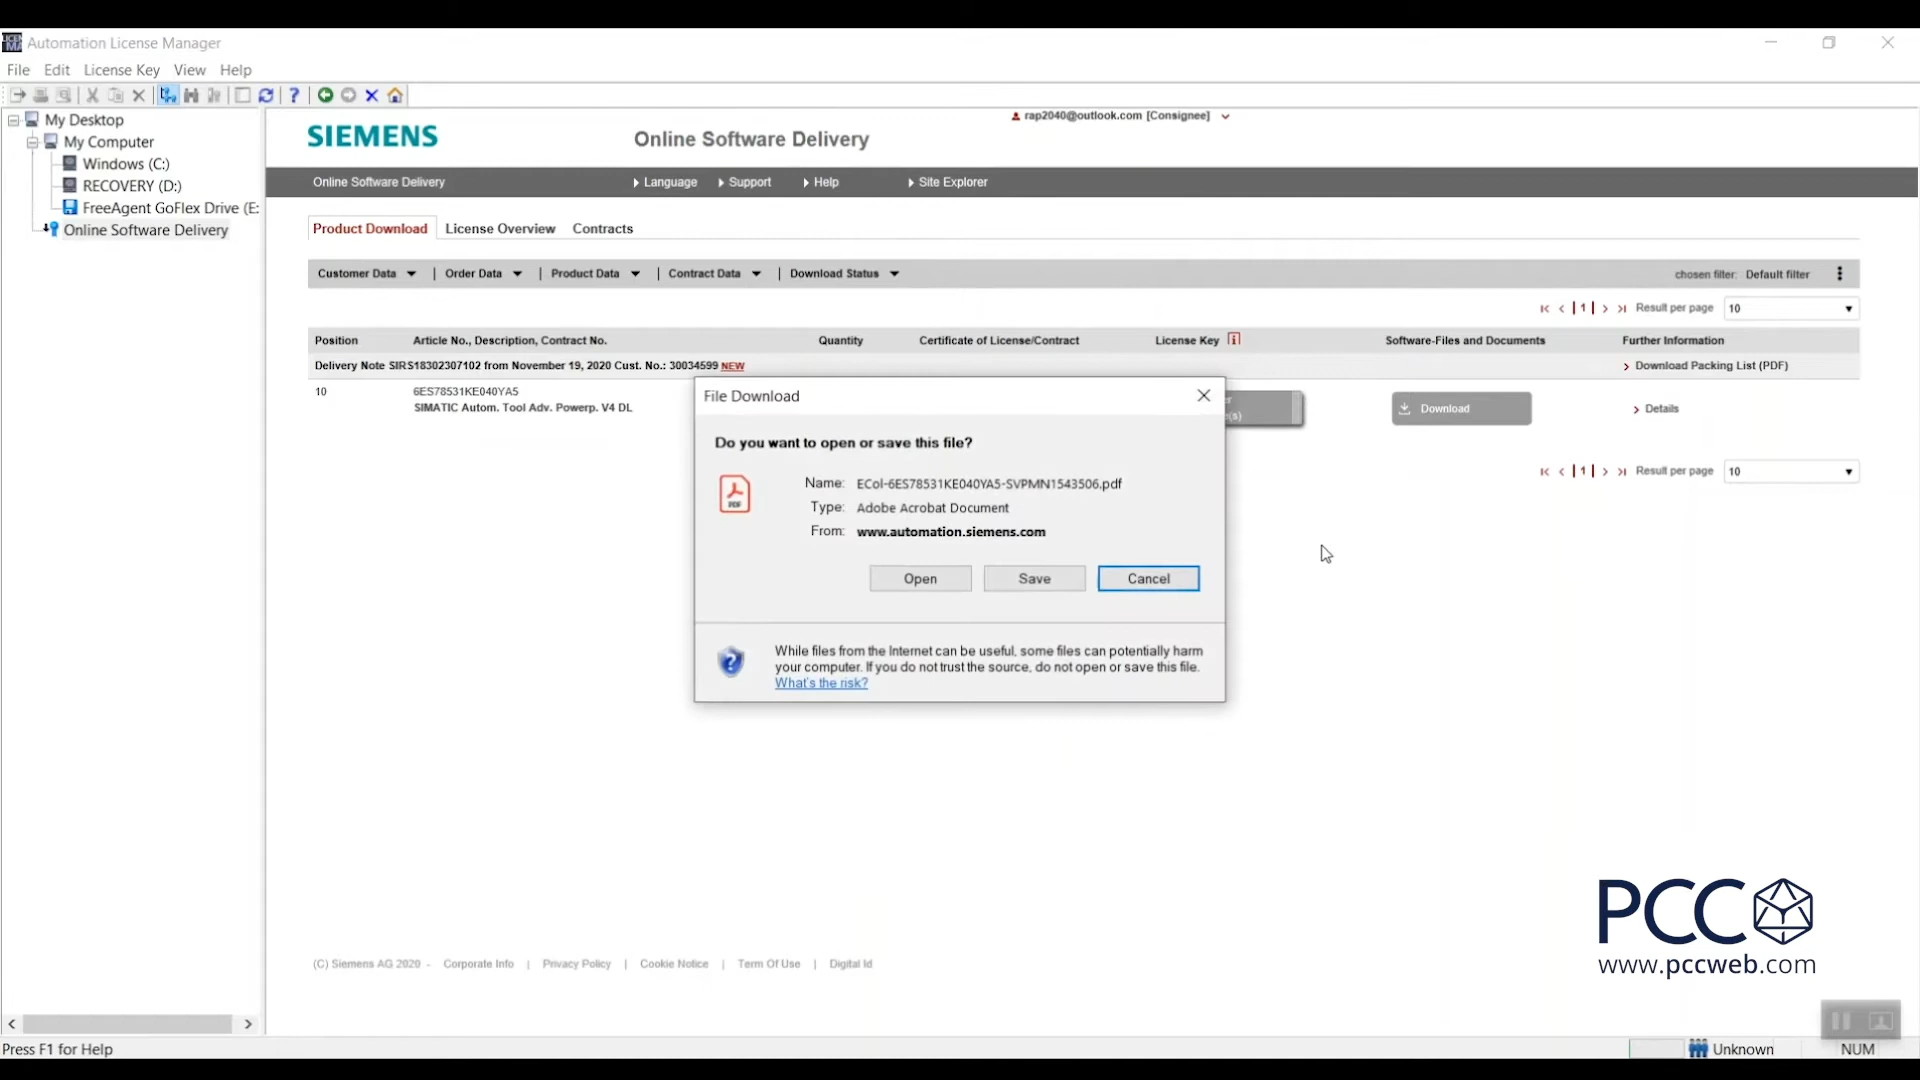 Automation License Manager
File Edit License Key View Help
My Desktop
My Computer
Windows (C:)
RECOVERY (D:)
FreeAgent GoFlex Drive (E:
Online Software Delivery
SIEMENS
Online Software Delivery
rap2040@outlook.com [Consignee]
Online Software Delivery Language Support Help Site Explorer
Product Download License Overview Contracts
Customer Data | Order Data | Product Data | Contract Data | Download Status chosen filter: Default filter
1 Result per page 10
Position Article No., Description, Contract No. Quantity Certificate of License/Contract License Key Software-Files and Documents Further Information
Delivery Note SIRS18302307102 from November 19, 2020 Cust. No.: 30034599 NEW Download Packing List (PDF)
10 6ES78531KE040YA5
SIMATIC Autom. Tool Adv. Powerp. V4 DL
Download Details
1 Result per page 10
File Download
Do you want to open or save this file?
PDF
Name: ECol-6ES78531KE040YA5-SVPMN1543506.pdf
Type: Adobe Acrobat Document
From: www.automation.siemens.com
Open Save Cancel
While files from the Internet can be useful, some files can potentially harm
your computer. If you do not trust the source, do not open or save this file.
What's the risk?
(C) Siemens AG 2020 - Corporate Info | Privacy Policy | Cookie Notice | Term Of Use | Digital Id
PCC
www.pccweb.com
Press F1 for Help Unknown NUM